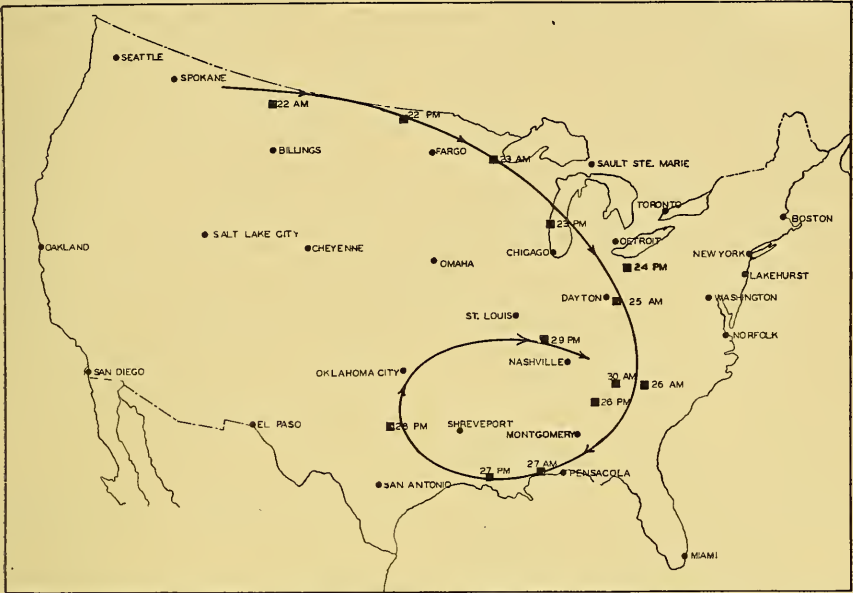 SEATTLE
SPOKANE
22 AM
22 PM
BILLINGS
FARGO
23 AM
SAULT STE. MARIE
TORONTO
23 PM
BOSTON
SALT LAKE CITY
OAKLAND
CHEYENNE
CHICAGO
DETROIT
NEW YORK
OMAHA
24 PM
LAKEHURST
DAYTON
25 AM
WASHINGTON
ST. LOUIS
29 PM
NORFOLK
NASHVILLE
SAN DIEGO
OKLAHOMA CITY
30 AM
26 AM
26 PM
EL PASO
28 PM
SHREVEPORT
MONTGOMERY
27 PM
27 AM
PENSACOLA
SAN ANTONIO
MIAMI